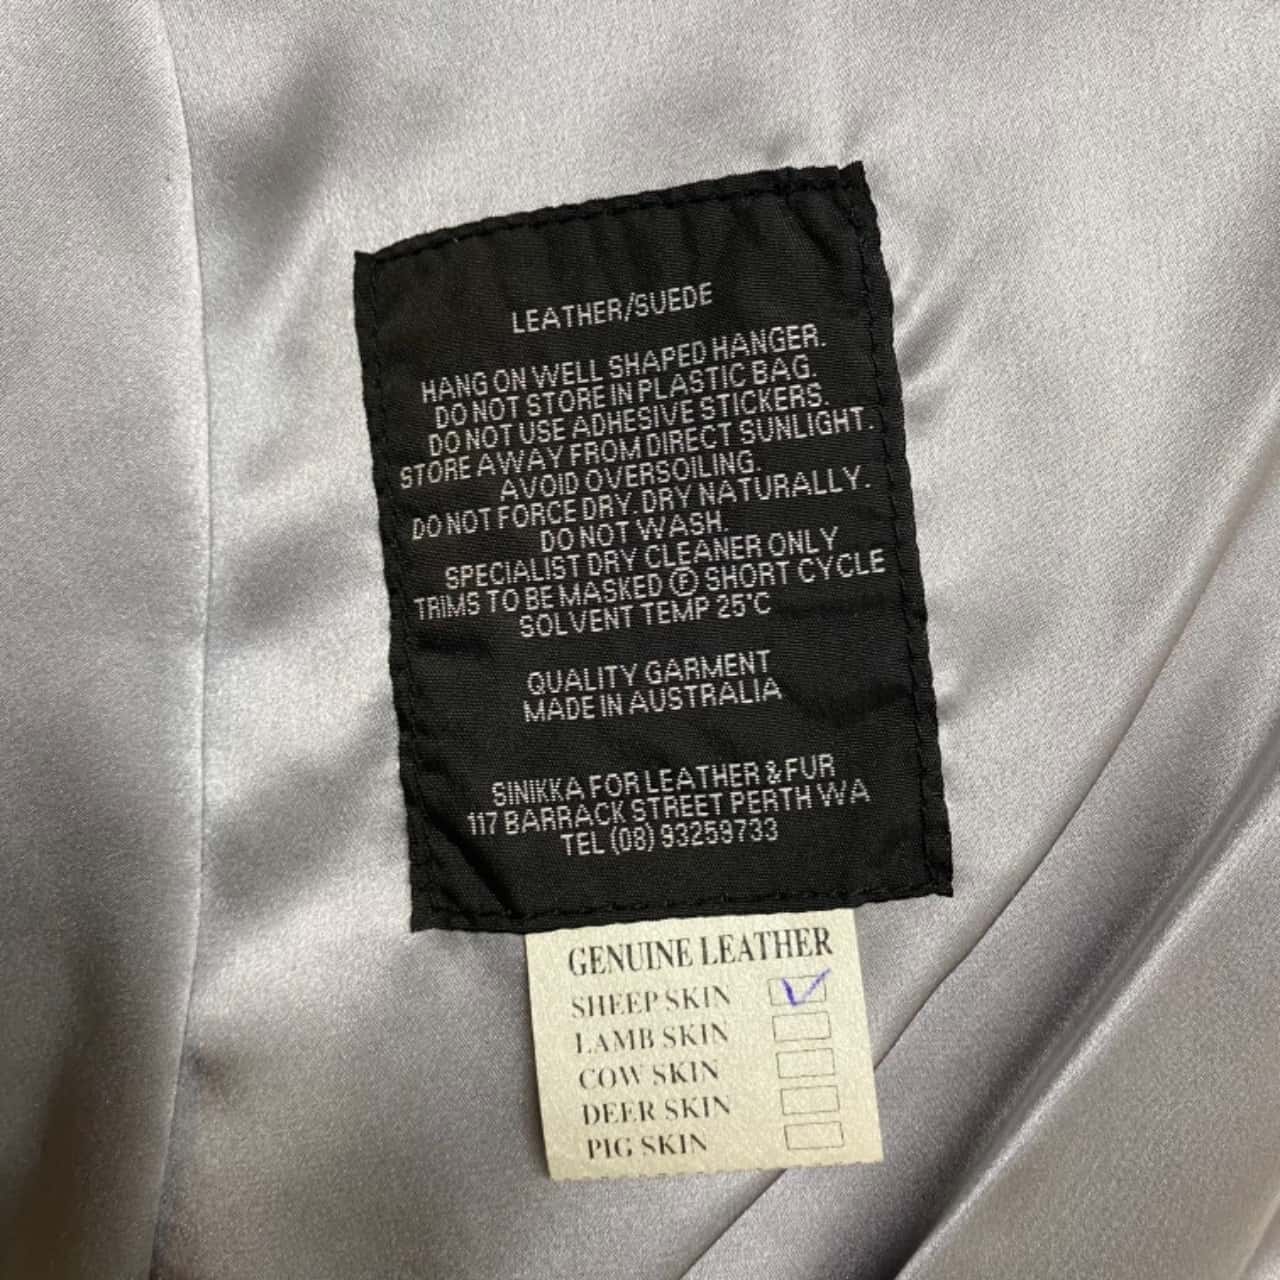 LEATHER/SUEDE
HANG ON WELL SHAPED HANGER.
DO NOT STORE IN PLASTIC BAG.
DO NOT USE ADHESIVE STICKERS.
STORE AWAY FROM DIRECT SUNLIGHT.
AVOID OVERSOILING.
DO NOT FORCE DRY. DRY NATURALLY.
DO NOT WASH.
SPECIALIST DRY CLEANER ONLY
TRIMS TO BE MASKED Ⓕ SHORT CYCLE
SOLVENT TEMP 25°C
QUALITY GARMENT
MADE IN AUSTRALIA
SINIKKA FOR LEATHER & FUR
117 BARRACK STREET PERTH WA
TEL (08) 93259733
GENUINE LEATHER
SHEEP SKIN
LAMB SKIN
COW SKIN
DEER SKIN
PIG SKIN